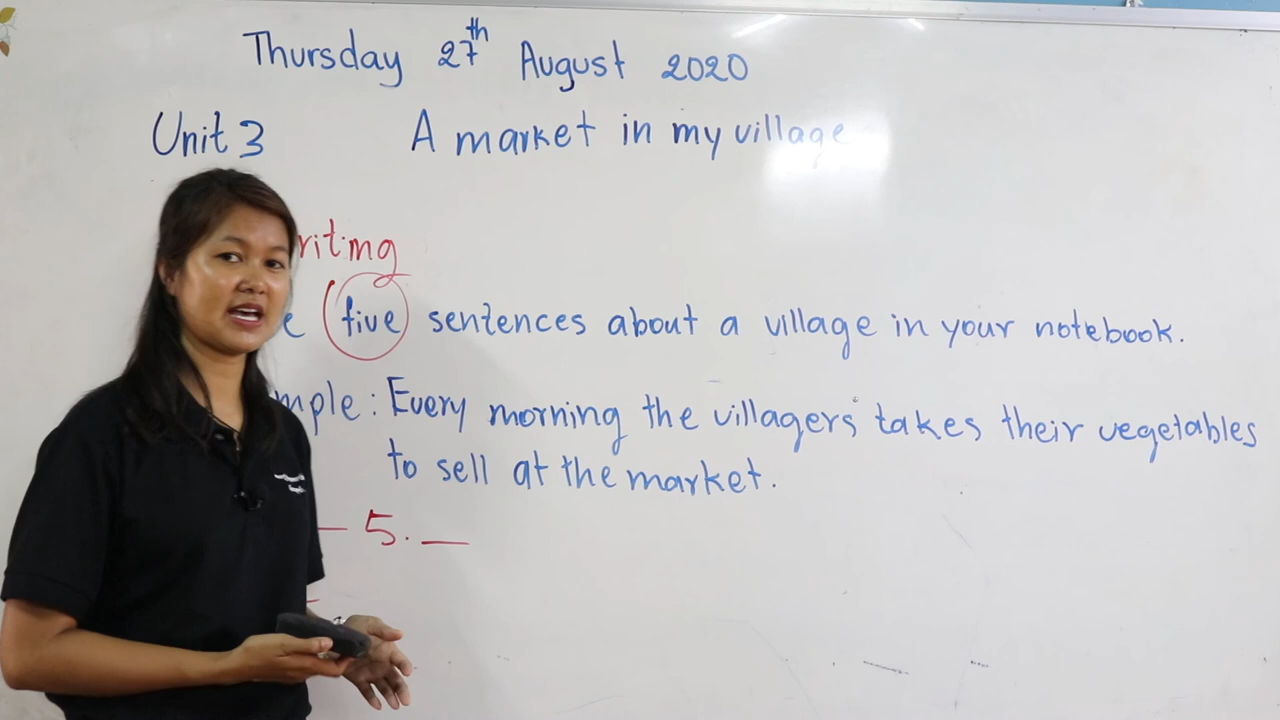 Thursday 27th August 2020
Unit 3 A market in my village
riting
e five sentences about a village in your notebook.
mple: Every morning the villagers takes their vegetables
to sell at the market.
5. __